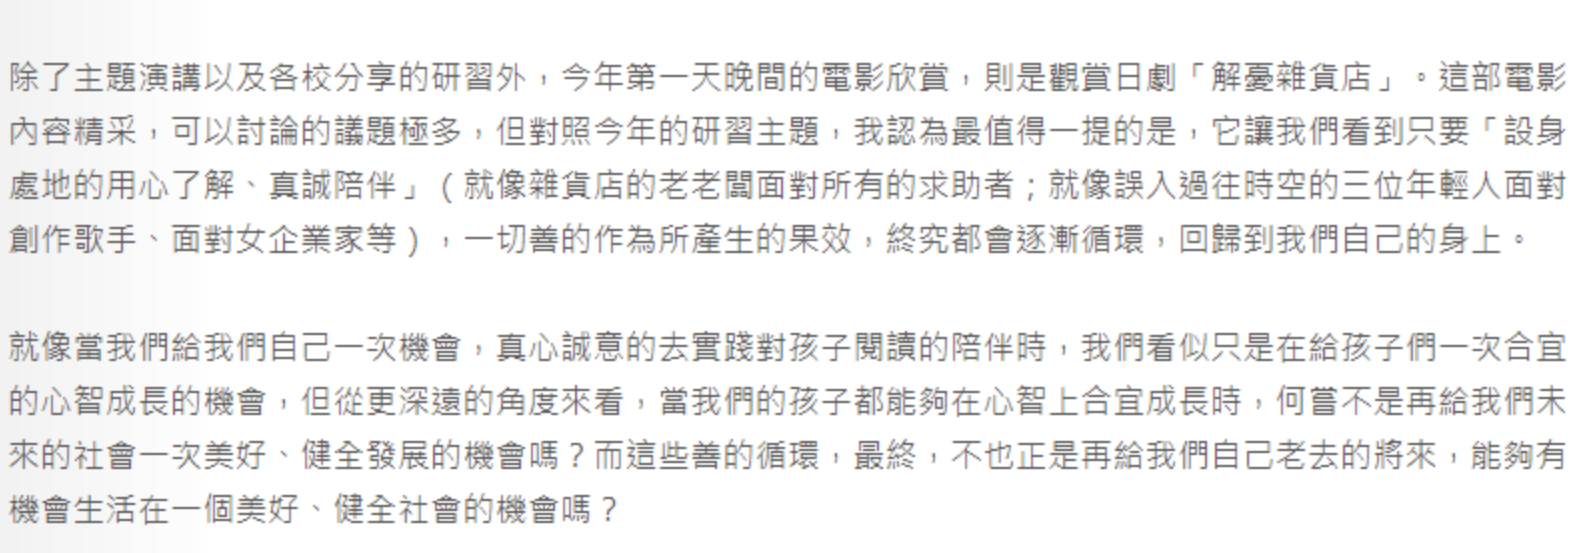 除了主題演講以及各校分享的研習外，今年第一天晚間的電影欣賞，則是觀賞日劇「解憂雜貨店」。這部電影
內容精采，可以討論的議題極多，但對照今年的研習主題，我認為最值得一提的是，它讓我們看到只要「設身
處地的用心了解、真誠陪伴」（就像雜貨店的老老闆面對所有的求助者；就像誤入過往時空的三位年輕人面對
創作歌手、面對女企業家等），一切善的作為所產生的果效，終究都會逐漸循環，回歸到我們自己的身上。
就像當我們給我們自己一次機會，真心誠意的去實踐對孩子閱讀的陪伴時，我們看似只是在給孩子們一次合宜
的心智成長的機會，但從更深遠的角度來看，當我們的孩子都能夠在心智上合宜成長時，何嘗不是再給我們未
來的社會一次美好、健全發展的機會嗎？而這些善的循環，最終，不也正是再給我們自己老去的將來，能夠有
機會生活在一個美好、健全社會的機會嗎？